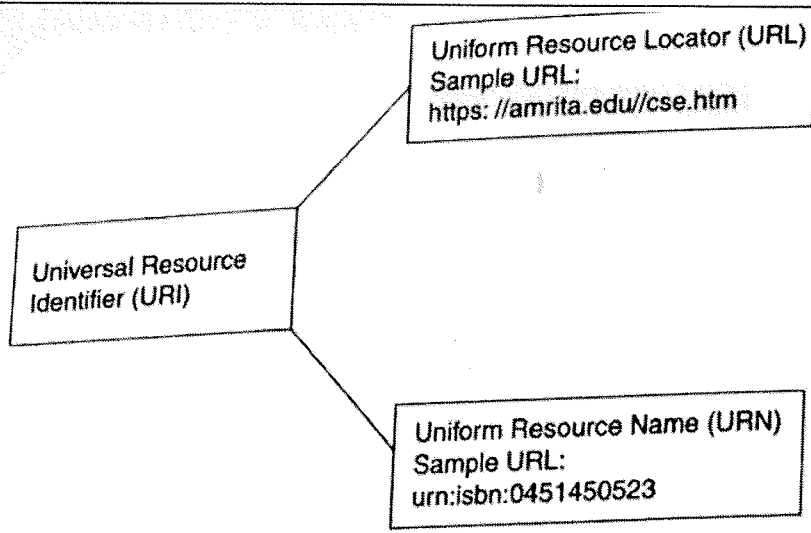 Uniform Resource Locator (URL)
Sample URL:
https: //amrita.edu//cse.htm
Universal Resource
Identifier (URI)
Uniform Resource Name (URN)
Sample URL:
urn:isbn:0451450523